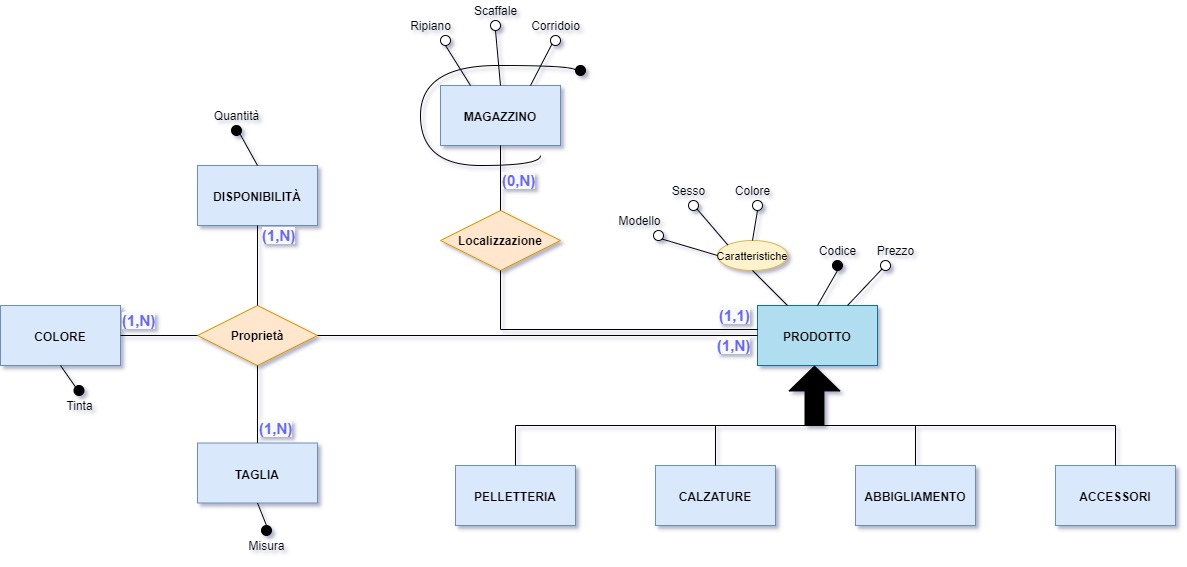 Scaffale
Ripiano
Corridoio
MAGAZZINO
Quantità
DISPONIBILITÀ
(0,N)
(1,N)
Localizzazione
Sesso
Colore
Modello
Caratteristiche
Codice
Prezzo
COLORE
(1,N)
Proprietà
(1,1)
(1,N)
PRODOTTO
Tinta
(1,N)
TAGLIA
Misura
PELLETTERIA
CALZATURE
ABBIGLIAMENTO
ACCESSORI